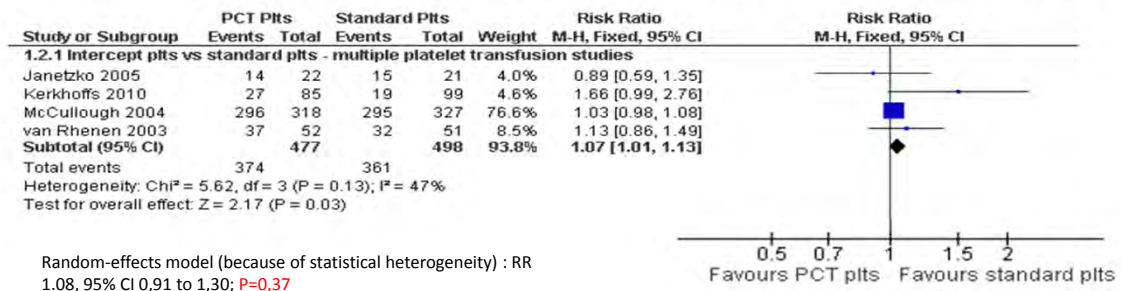 PCT Plts Standard Plts Risk Ratio Risk Ratio
Study or Subgroup Events Total Events Total Weight M-H, Fixed, 95% CI M-H, Fixed, 95% CI
1.2.1 Intercept plts vs standard plts - multiple platelet transfusion studies
Janetzko 2005 14 22 15 21 4.0% 0.89 [0.59, 1.35]
Kerkhoffs 2010 27 85 19 99 4.6% 1.66 [0.99, 2.76]
McCullough 2004 296 318 295 327 76.6% 1.03 [0.98, 1.08]
van Rhenen 2003 37 52 32 51 8.5% 1.13 [0.86, 1.49]
Subtotal (95% CI) 477 498 93.8% 1.07 [1.01, 1.13]
Total events 374 361
Heterogeneity: Chi² = 5.62, df = 3 (P = 0.13); I² = 47%
Test for overall effect: Z = 2.17 (P = 0.03)
0.5 0.7 1 1.5 2
Favours PCT plts Favours standard plts
Random-effects model (because of statistical heterogeneity) : RR
1.08, 95% CI 0,91 to 1,30; P=0,37